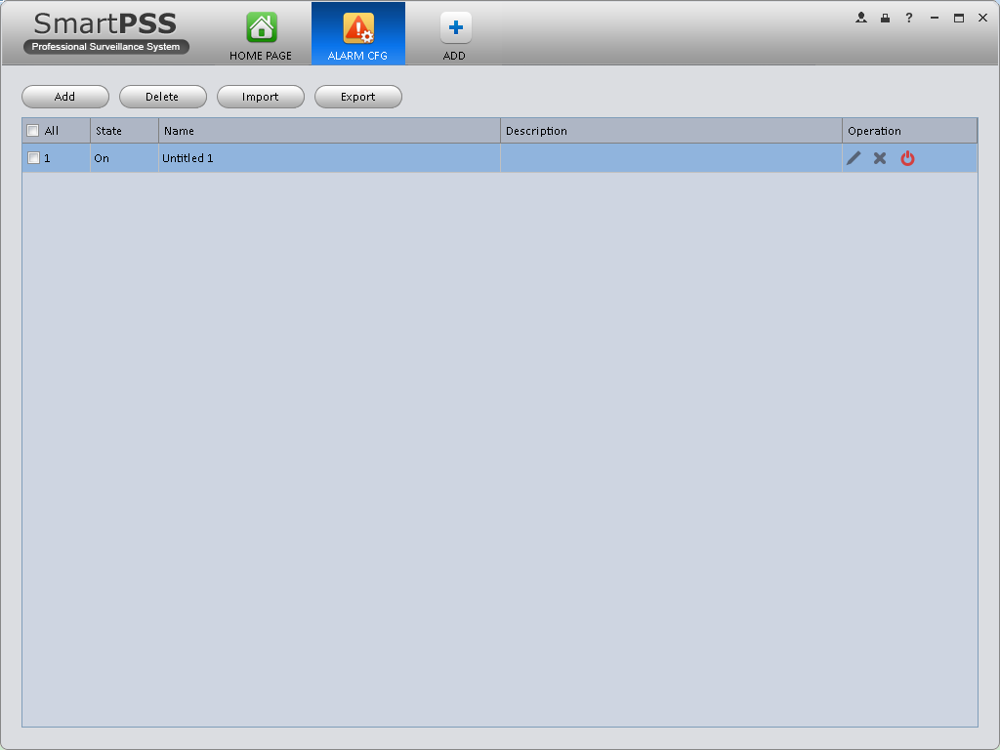 SmartPSS
Professional Surveillance System
HOME PAGE
ALARM CFG
ADD
?
Add
Delete
Import
Export
All State Name Description Operation
1 On Untitled 1